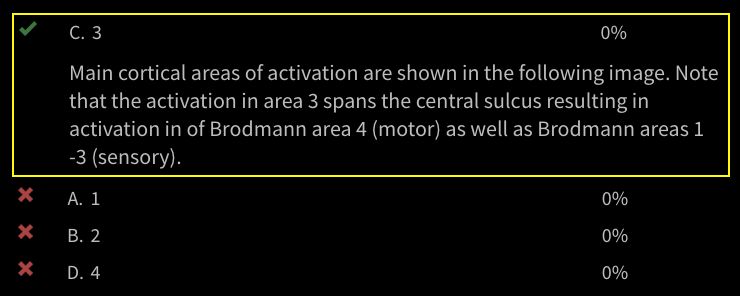 C. 3 0%
Main cortical areas of activation are shown in the following image. Note
that the activation in area 3 spans the central sulcus resulting in
activation in of Brodmann area 4 (motor) as well as Brodmann areas 1
-3 (sensory).
A. 1 0%
B. 2 0%
D. 4 0%